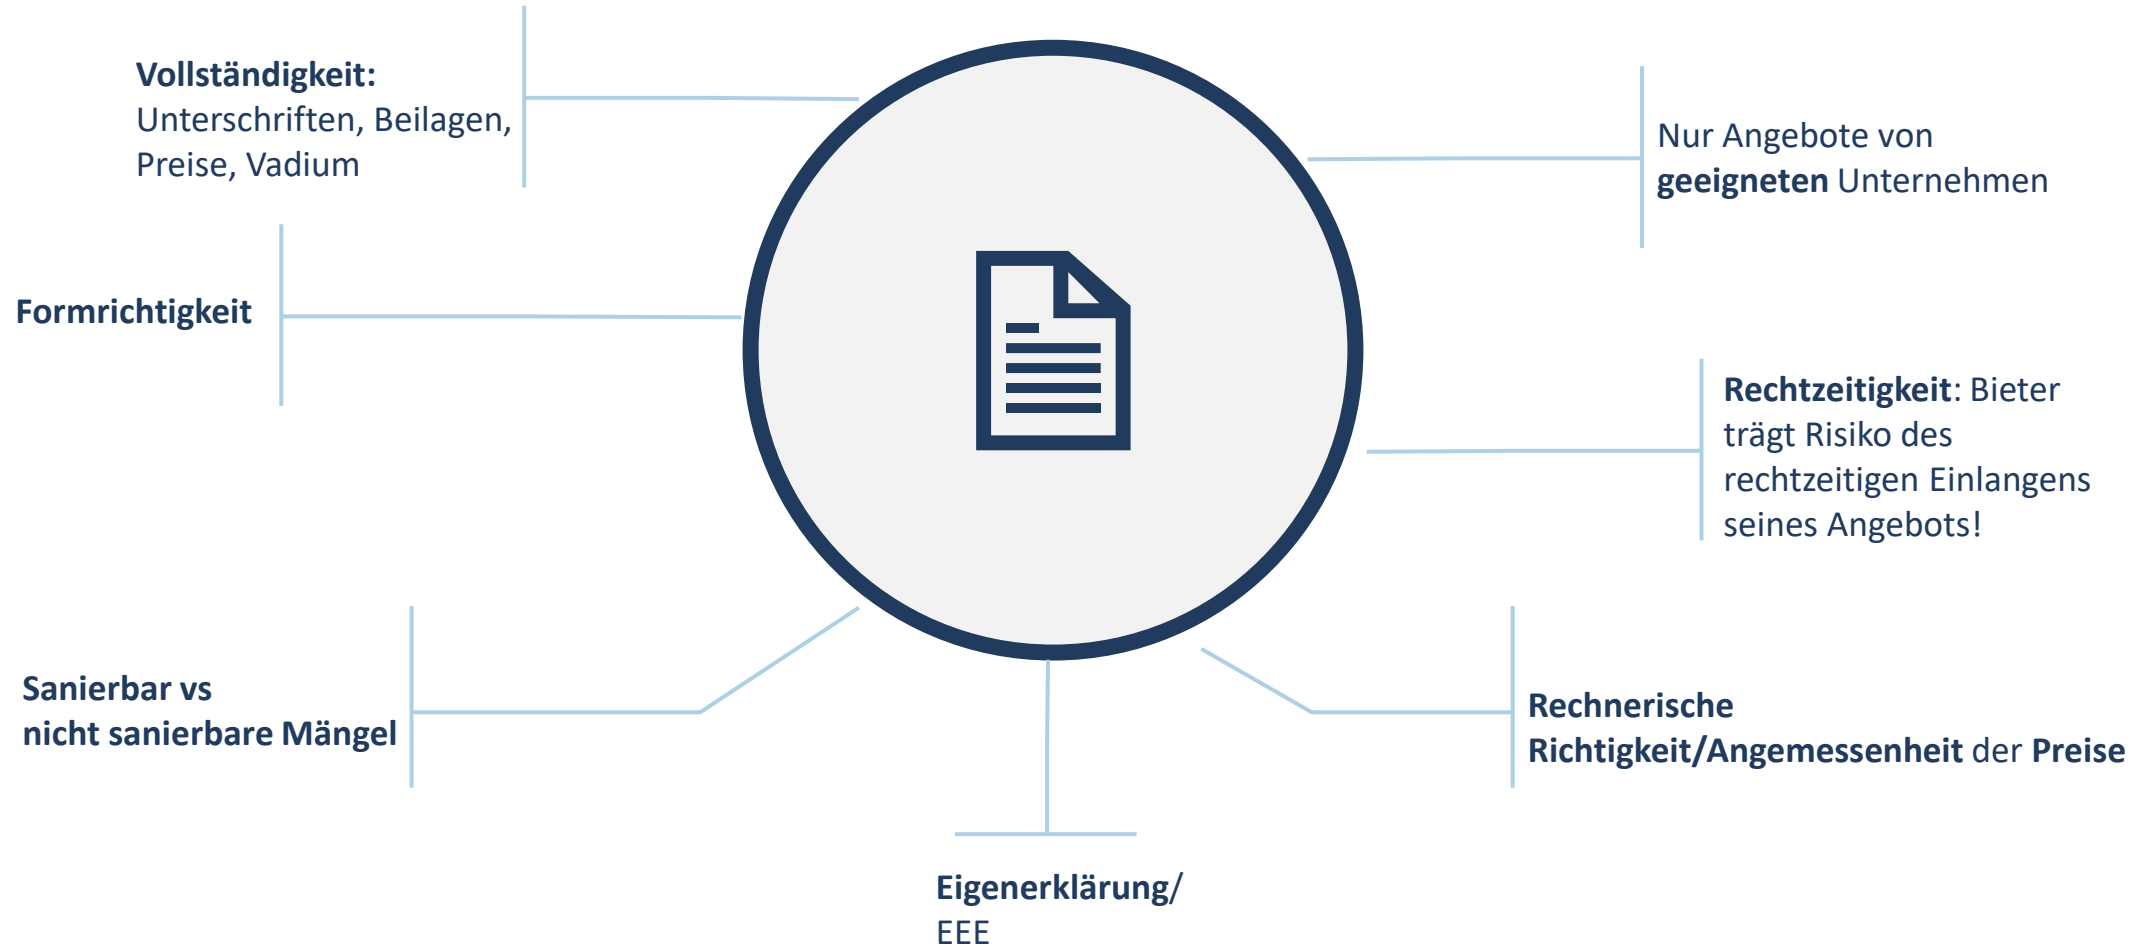 Vollständigkeit:
Unterschriften, Beilagen,
Preise, Vadium
Nur Angebote von
geeigneten Unternehmen
Formrichtigkeit
Rechtzeitigkeit: Bieter
trägt Risiko des
rechtzeitigen Einlangens
seines Angebots!
Sanierbar vs
nicht sanierbare Mängel
Rechnerische
Richtigkeit/Angemessenheit der Preise
Eigenerklärung/
EEE